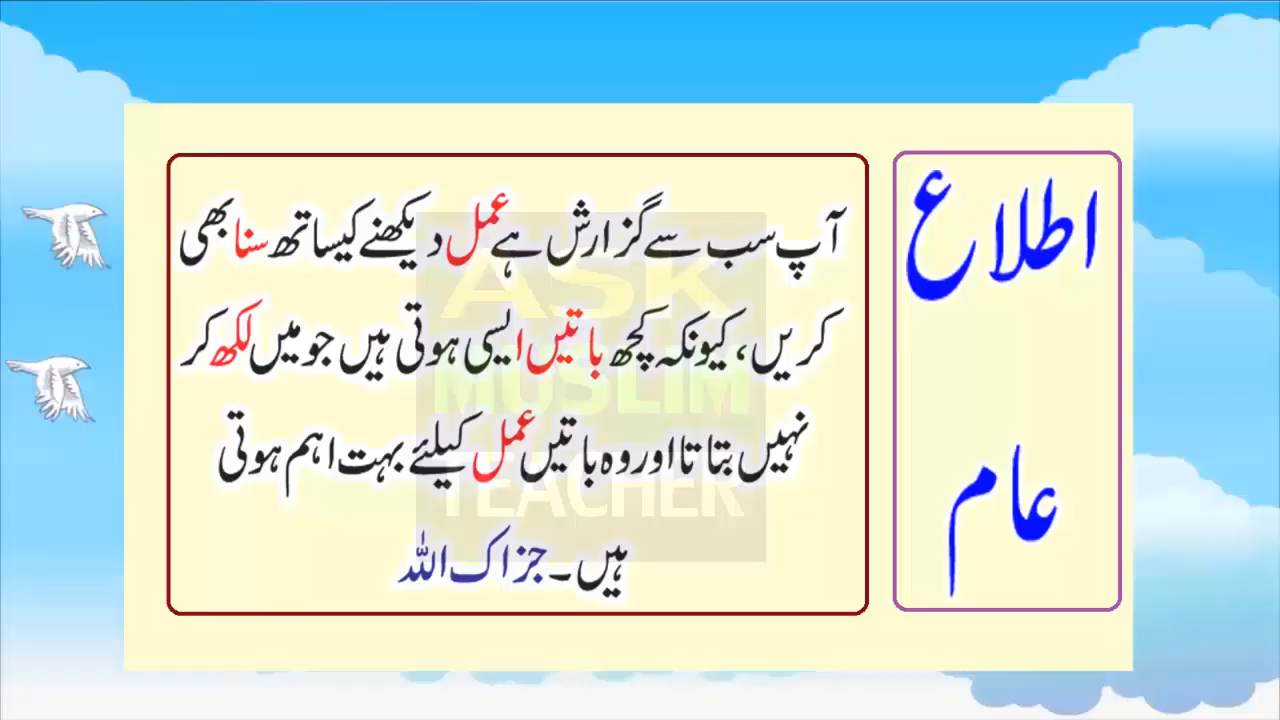 اطلاع
عام
آپ سب سے گزارش ہے عمل دیکھنے کیساتھ سنا بھی
کریں، کیونکہ کچھ باتیں ایسی ہوتی ہیں جو میں لکھ کر
نہیں بتاتا اور وہ باتیں عمل کیلئے بہت اہم ہوتی
ہیں۔ جزاک اللہ
ASK
MUSLIM
TEACHER